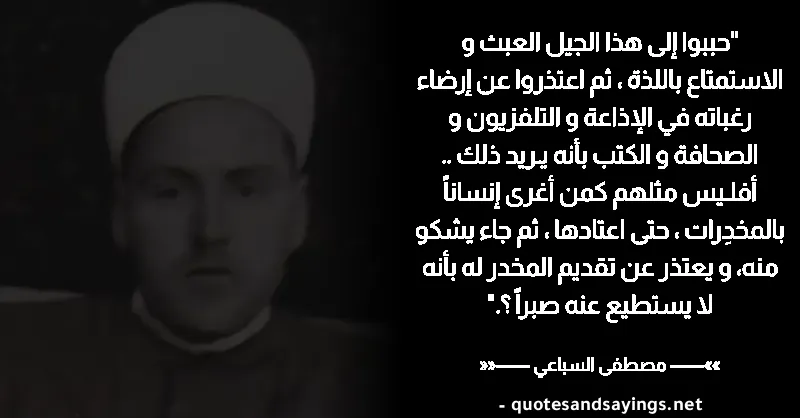 "حببوا إلى هذا الجيل العبث و
الاستمتاع باللذة ، ثم اعتذروا عن إرضاء
رغباته في الإذاعة و التلفزيون و
الصحافة و الكتب بأنه يريد ذلك ..
أفليس مثلهم كمن أغرى إنساناً
بالمخدِرات ، حتى اعتادها ، ثم جاء يشكو
منه، و يعتذر عن تقديم المخدر له بأنه
لا يستطيع عنه صبراً ؟."
»»—— مصطفى السباعي ——««
- quotesandsayings.net